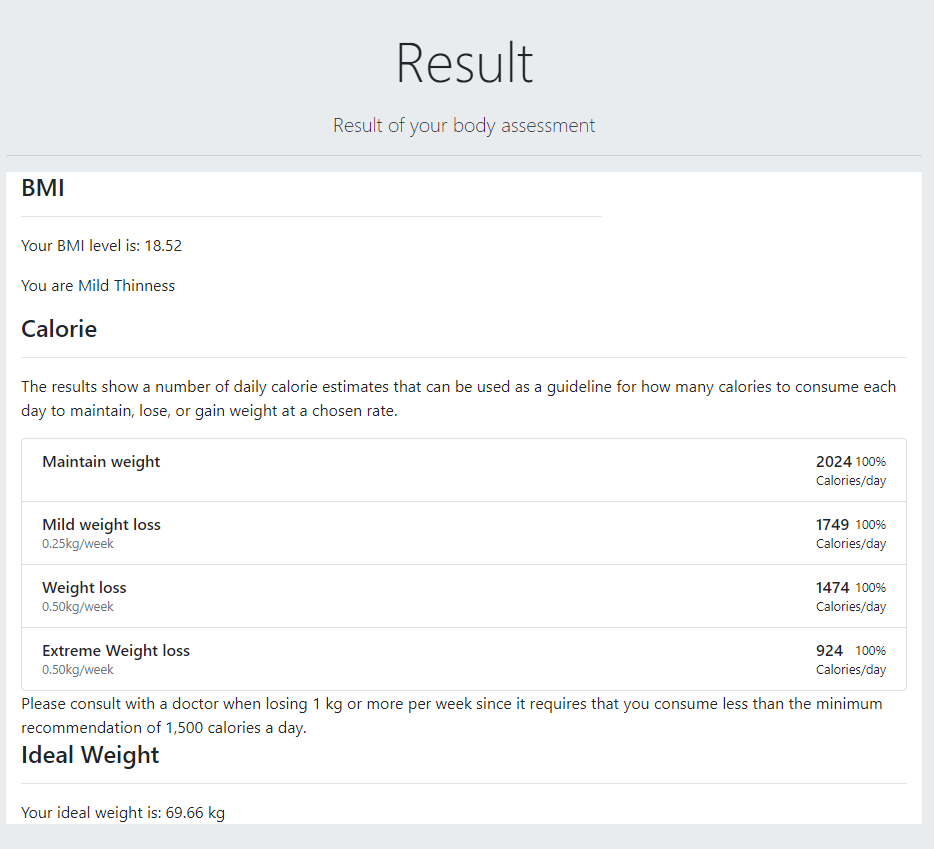 Result
Result of your body assessment
BMI
Your BMI level is: 18.52
You are Mild Thinness
Calorie
The results show a number of daily calorie estimates that can be used as a guideline for how many calories to consume each
day to maintain, lose, or gain weight at a chosen rate.
Maintain weight 2024 100%
Calories/day
Mild weight loss 1749 100%
0.25kg/week Calories/day
Weight loss 1474 100%
0.50kg/week Calories/day
Extreme Weight loss 924 100%
0.50kg/week Calories/day
Please consult with a doctor when losing 1 kg or more per week since it requires that you consume less than the minimum
recommendation of 1,500 calories a day.
Ideal Weight
Your ideal weight is: 69.66 kg